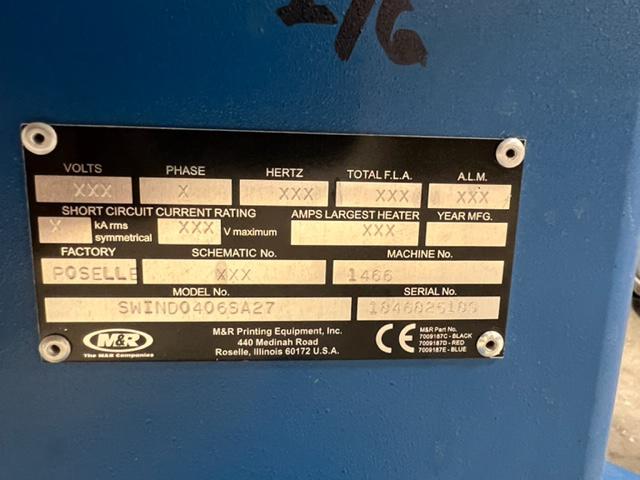 I/6
VOLTS PHASE HERTZ TOTAL F.L.A. A.L.M.
XXX X XXX XXX XXX
SHORT CIRCUIT CURRENT RATING AMPS LARGEST HEATER YEAR MFG.
X kA rms symmetrical XXX V maximum XXX
FACTORY SCHEMATIC No. MACHINE No.
ROSELLE XXX 1466
MODEL No. SERIAL No.
SWIND0406SA27
M&R
The M&R Companies
M&R Printing Equipment, Inc.
440 Medinah Road
Roselle, Illinois 60172 U.S.A.
CE
M&R Part No.
7009187C - BLACK
7009187D - RED
7009187E - BLUE